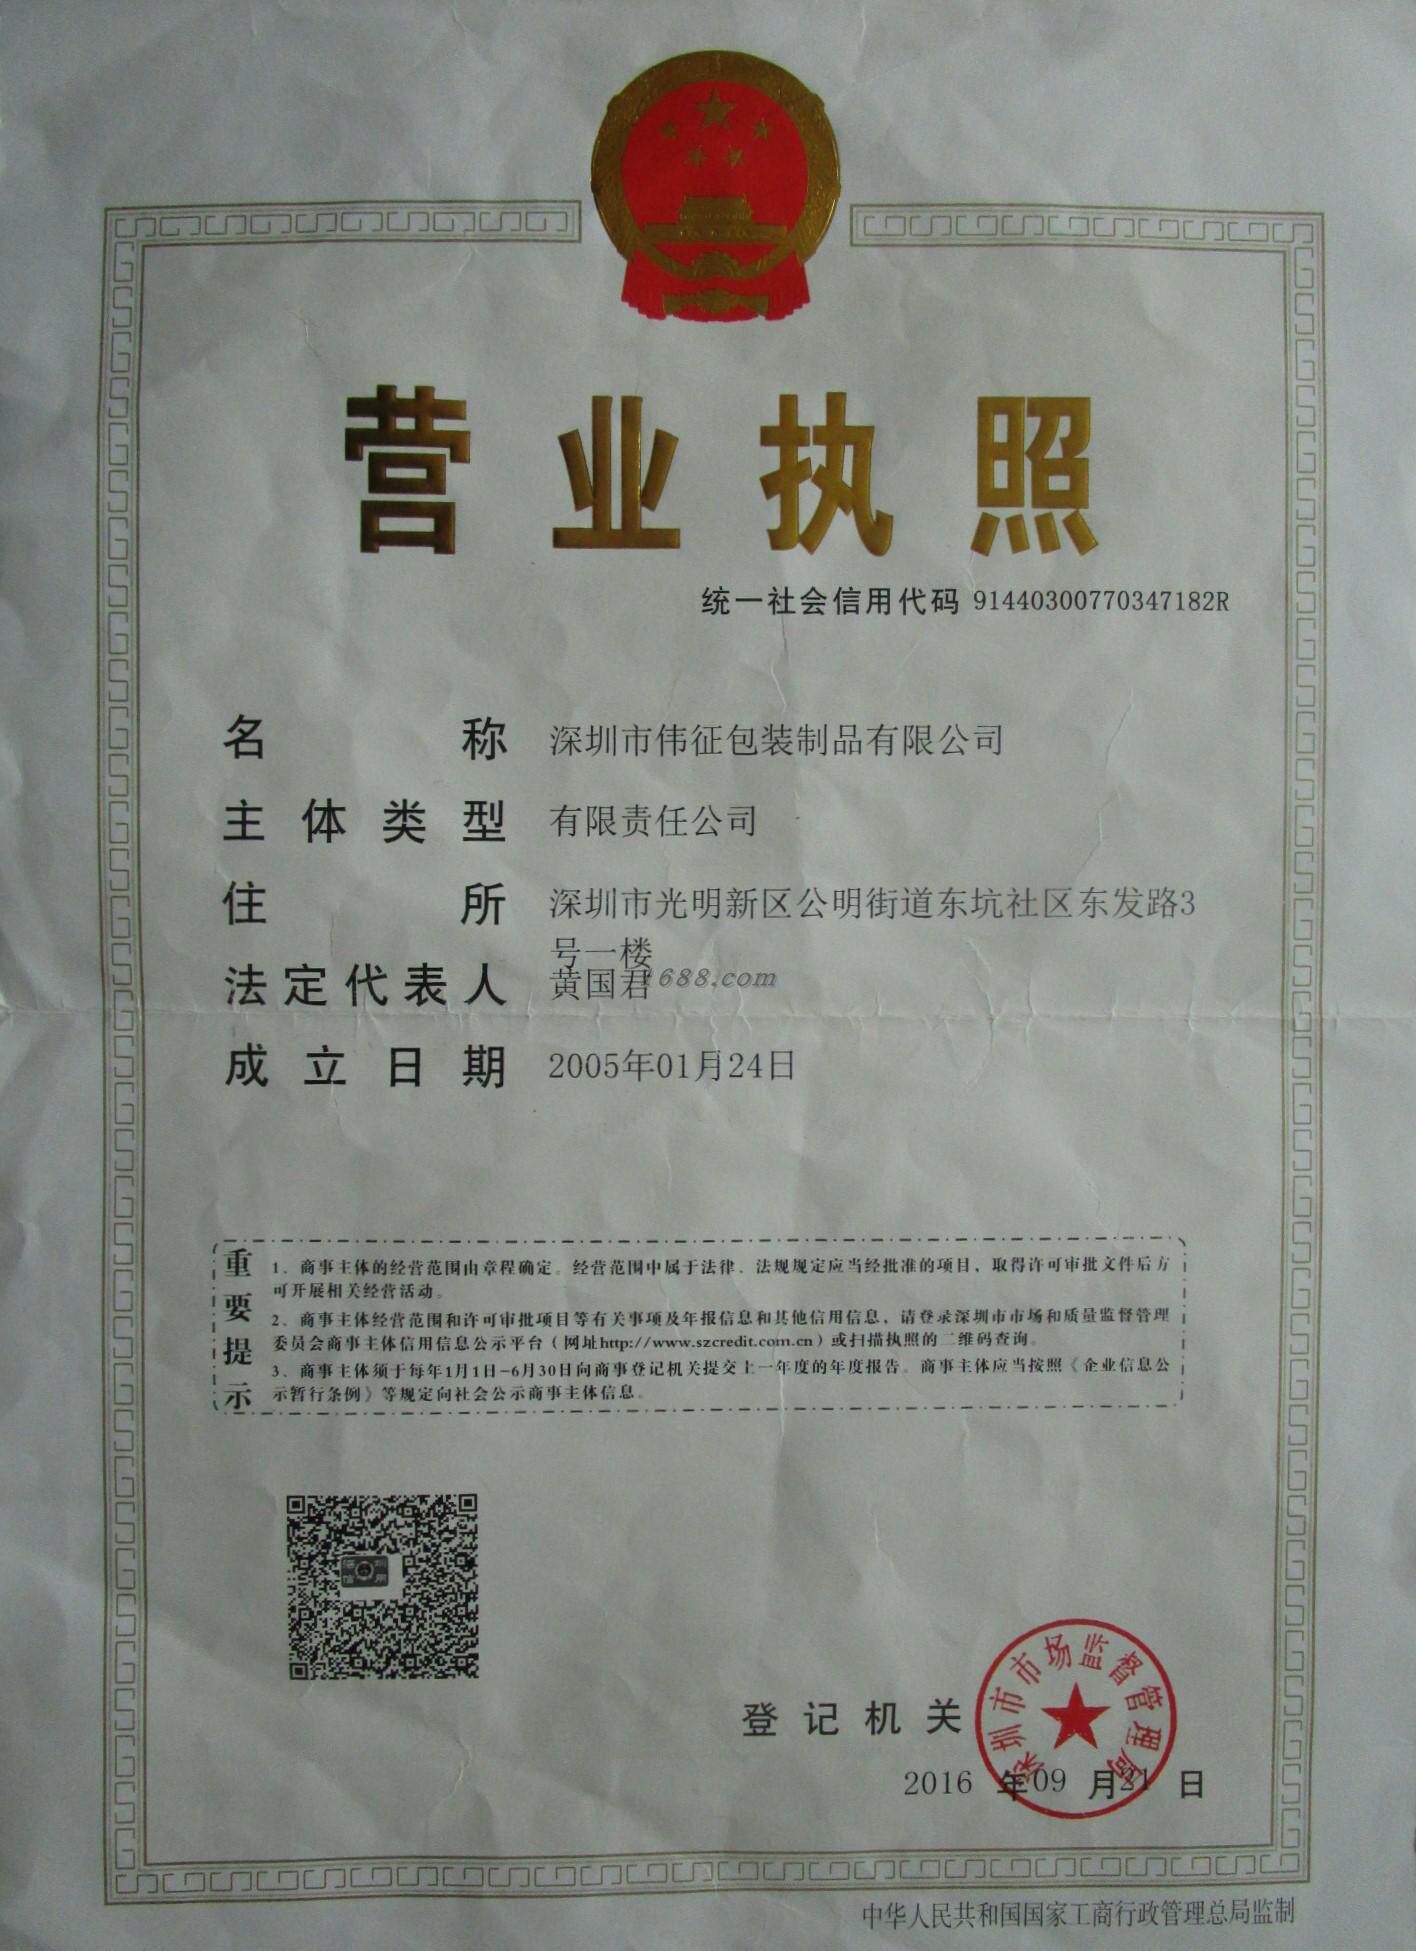 营业执照
统一社会信用代码 91440300770347182R
名称 深圳市伟征包装制品有限公司
主体类型 有限责任公司
住所 深圳市光明新区公明街道东坑社区东发路3
号一楼
法定代表人 黄国君
1688.com
成立日期 2005年01月24日
重要提示
1、商事主体的经营范围由章程确定。经营范围中属于法律、法规规定应当经批准的项目，取得许可审批文件后方
可开展相关经营活动。
2、商事主体经营范围和许可审批项目等有关事项及年报信息和其他信用信息，请登录深圳市市场和质量监督管理
委员会商事主体信用信息公示平台（网址http://www.szcredit.com.cn）或扫描执照的二维码查询。
3、商事主体须于每年1月1日-6月30日向商事登记机关提交上一年度的年度报告。商事主体应当按照《企业信息公
示暂行条例》等规定向社会公示商事主体信息。
深圳信用
登记机关
深圳市市场监督管理局
2016 年09 月21 日
中华人民共和国国家工商行政管理总局监制